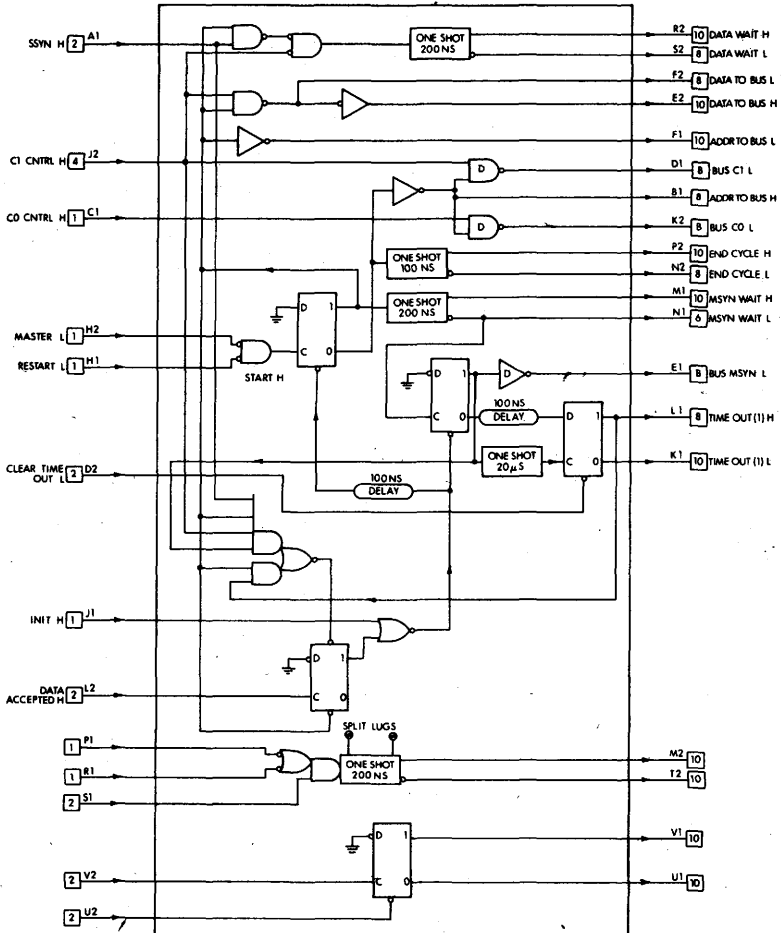 SSYN H 2 A1
ONE SHOT
200 NS
R2 10 DATA WAIT H
S2 8 DATA WAIT L
F2 8 DATA TO BUS L
E2 10 DATA TO BUS H
F1 10 ADDR TO BUS L
C1 CNTRL H 4 J2
D
D1 B BUS C1 L
B1 8 ADDR TO BUS H
C0 CNTRL H 1 C1
D
K2 B BUS C0 L
ONE SHOT
100 NS
P2 10 END CYCLE H
N2 8 END CYCLE L
D 1
C 0
ONE SHOT
200 NS
M1 10 MSYN WAIT H
N1 6 MSYN WAIT L
MASTER L 1 H2
RESTART L 1 H1
START H
D 1
C 0
D
E1 B BUS MSYN L
100 NS
DELAY
D 1
C 0
L1 8 TIME OUT (1) H
ONE SHOT
20µS
K1 10 TIME OUT (1) L
CLEAR TIME
OUT L 2 D2
100 NS
DELAY
INIT H 1 J1
D 1
C 0
DATA
ACCEPTED H 2 L2
SPLIT LUGS
1 P1
1 R1
2 S1
ONE SHOT
200 NS
M2 10
T2 10
D 1
C 0
V1 10
2 V2
U1 10
2 U2